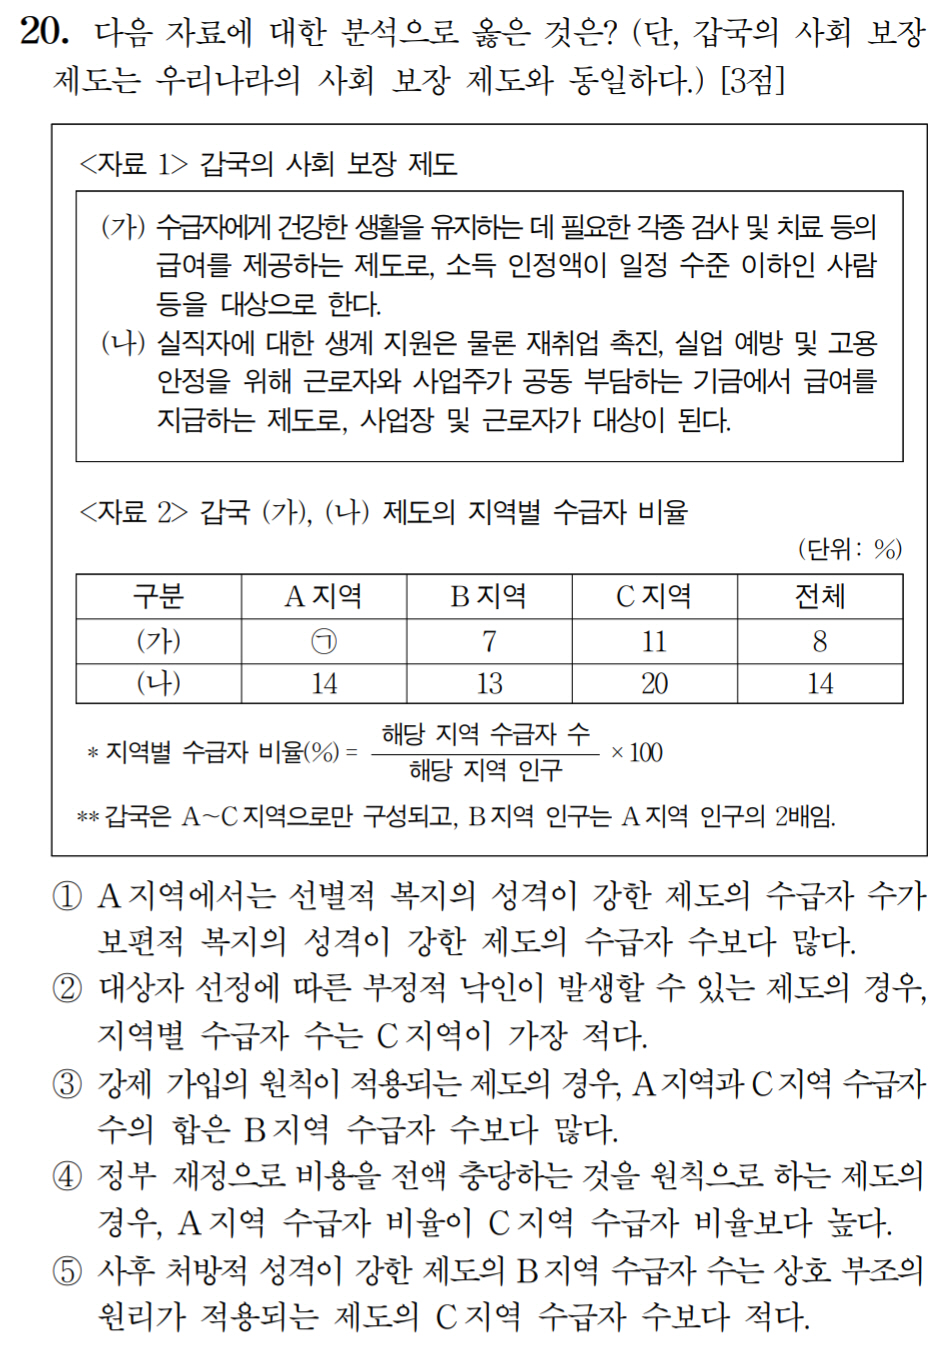 20. 다음 자료에 대한 분석으로 옳은 것은? (단, 갑국의 사회 보장
제도는 우리나라의 사회 보장 제도와 동일하다.) [3점]
<자료 1> 갑국의 사회 보장 제도
(가) 수급자에게 건강한 생활을 유지하는 데 필요한 각종 검사 및 치료 등의
급여를 제공하는 제도로, 소득 인정액이 일정 수준 이하인 사람
등을 대상으로 한다.
(나) 실직자에 대한 생계 지원은 물론 재취업 촉진, 실업 예방 및 고용
안정을 위해 근로자와 사업주가 공동 부담하는 기금에서 급여를
지급하는 제도로, 사업장 및 근로자가 대상이 된다.
<자료 2> 갑국 (가), (나) 제도의 지역별 수급자 비율
(단위: %)
구분 A 지역 B 지역 C 지역 전체
(가) ㉠ 7 11 8
(나) 14 13 20 14
* 지역별 수급자 비율(%) = 해당 지역 수급자 수 / 해당 지역 인구 × 100
** 갑국은 A~C 지역으로만 구성되고, B 지역 인구는 A 지역 인구의 2배임.
① A 지역에서는 선별적 복지의 성격이 강한 제도의 수급자 수가
보편적 복지의 성격이 강한 제도의 수급자 수보다 많다.
② 대상자 선정에 따른 부정적 낙인이 발생할 수 있는 제도의 경우,
지역별 수급자 수는 C 지역이 가장 적다.
③ 강제 가입의 원칙이 적용되는 제도의 경우, A 지역과 C 지역 수급자
수의 합은 B 지역 수급자 수보다 많다.
④ 정부 재정으로 비용을 전액 충당하는 것을 원칙으로 하는 제도의
경우, A 지역 수급자 비율이 C 지역 수급자 비율보다 높다.
⑤ 사후 처방적 성격이 강한 제도의 B 지역 수급자 수는 상호 부조의
원리가 적용되는 제도의 C 지역 수급자 수보다 적다.